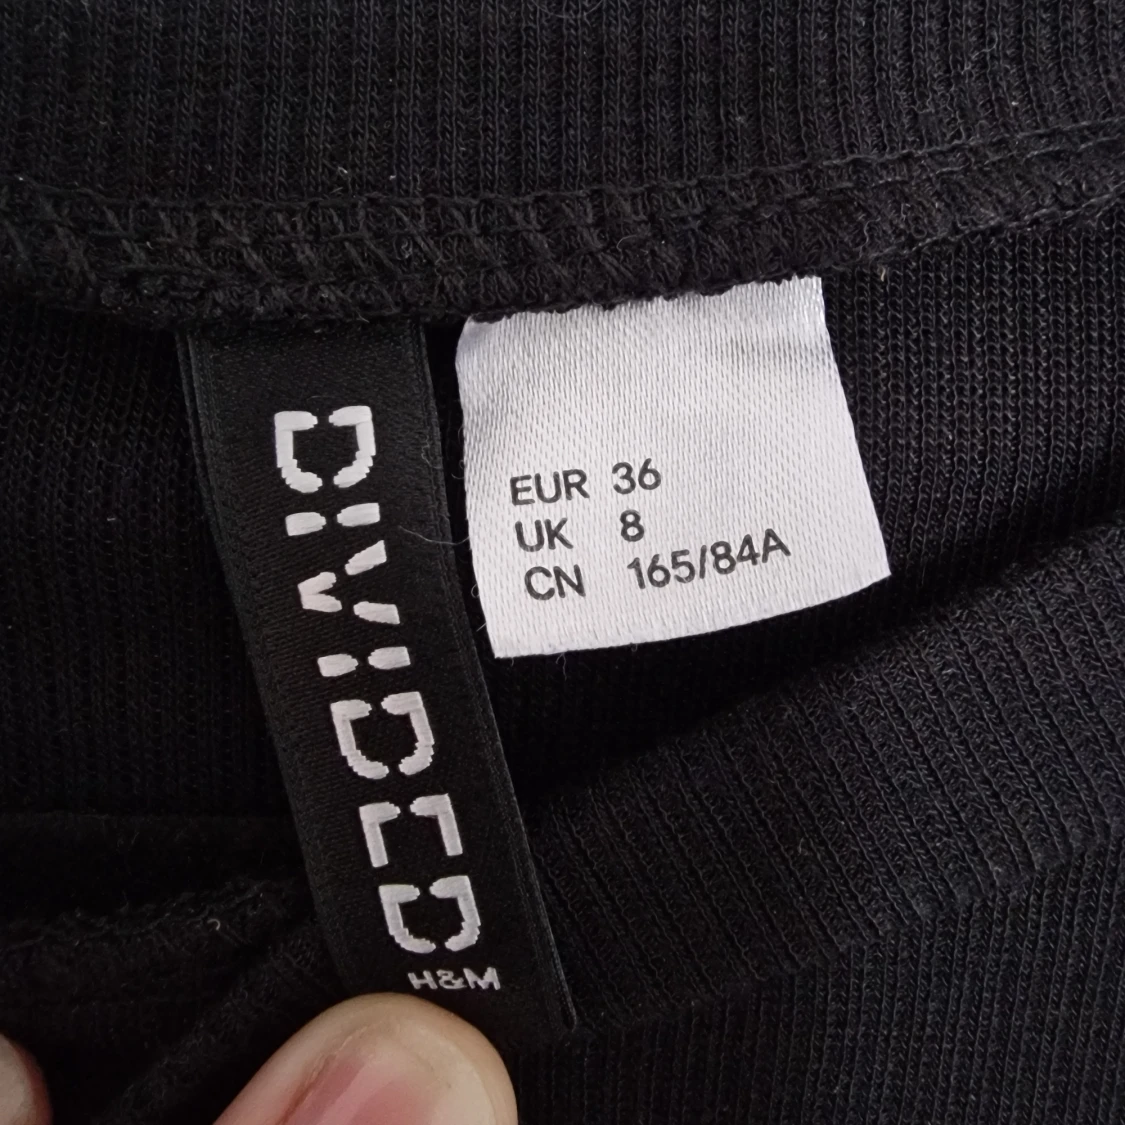 DIVIDED
H&M
EUR 36
UK 8
CN 165/84A